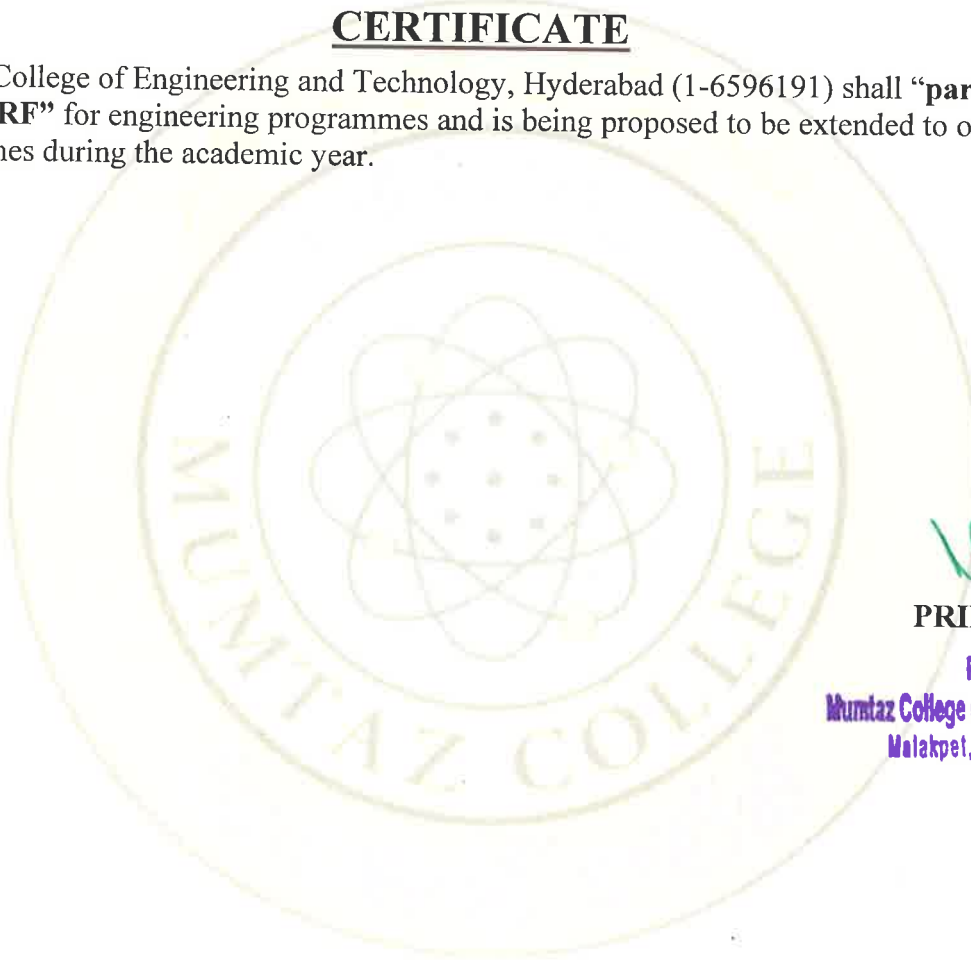 CERTIFICATE
College of Engineering and Technology, Hyderabad (1-6596191) shall “par
RF” for engineering programmes and is being proposed to be extended to o
nes during the academic year.
MUMTAZ COLLEGE
PRI
Mumtaz College
Malakpet,